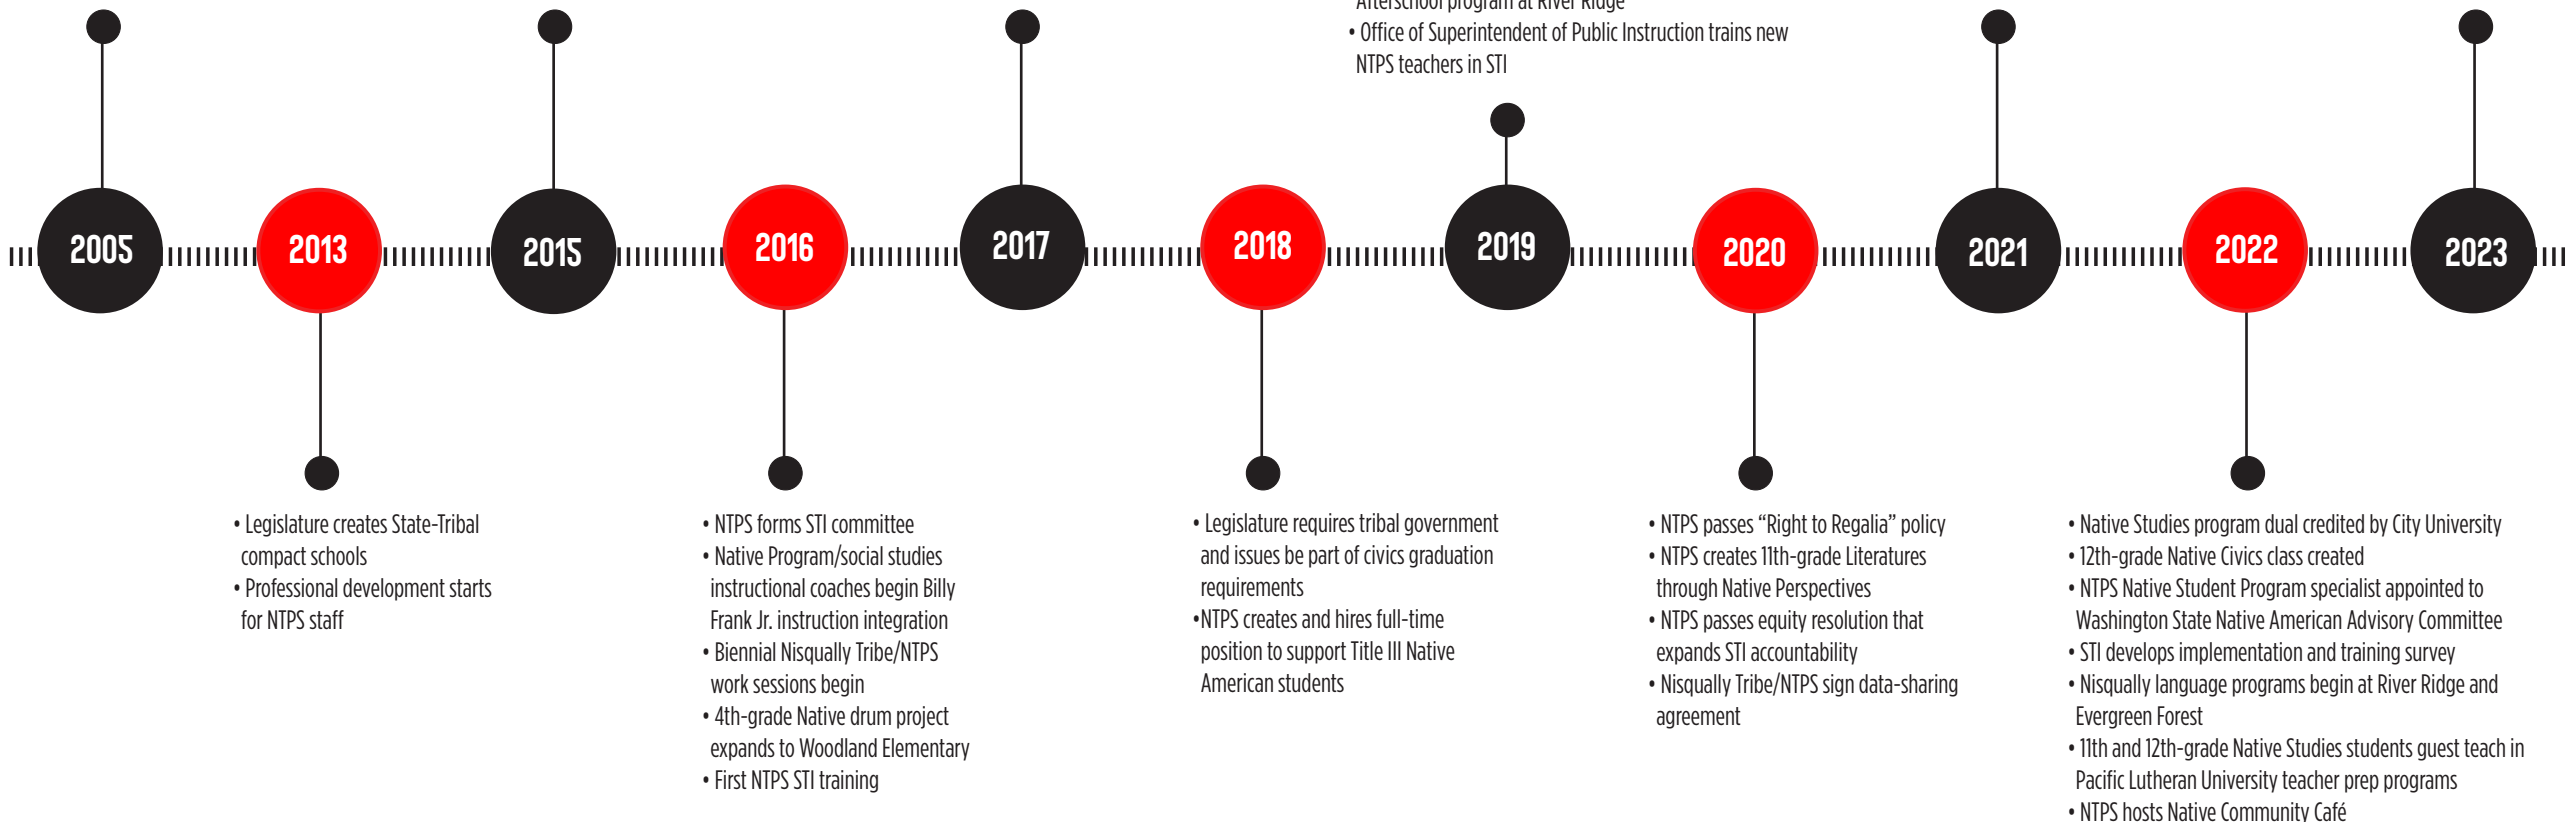 Afterschool program at River Ridge
• Office of Superintendent of Public Instruction trains new
NTPS teachers in STI
2005
2013
2015
2016
2017
2018
2019
2020
2021
2022
2023
• Legislature creates State-Tribal
compact schools
• Professional development starts
for NTPS staff
• NTPS forms STI committee
• Native Program/social studies
instructional coaches begin Billy
Frank Jr. instruction integration
• Biennial Nisqually Tribe/NTPS
work sessions begin
• 4th-grade Native drum project
expands to Woodland Elementary
• First NTPS STI training
• Legislature requires tribal government
and issues be part of civics graduation
requirements
•NTPS creates and hires full-time
position to support Title III Native
American students
• NTPS passes “Right to Regalia” policy
• NTPS creates 11th-grade Literatures
through Native Perspectives
• NTPS passes equity resolution that
expands STI accountability
• Nisqually Tribe/NTPS sign data-sharing
agreement
• Native Studies program dual credited by City University
• 12th-grade Native Civics class created
• NTPS Native Student Program specialist appointed to
Washington State Native American Advisory Committee
• STI develops implementation and training survey
• Nisqually language programs begin at River Ridge and
Evergreen Forest
• 11th and 12th-grade Native Studies students guest teach in
Pacific Lutheran University teacher prep programs
• NTPS hosts Native Community Café